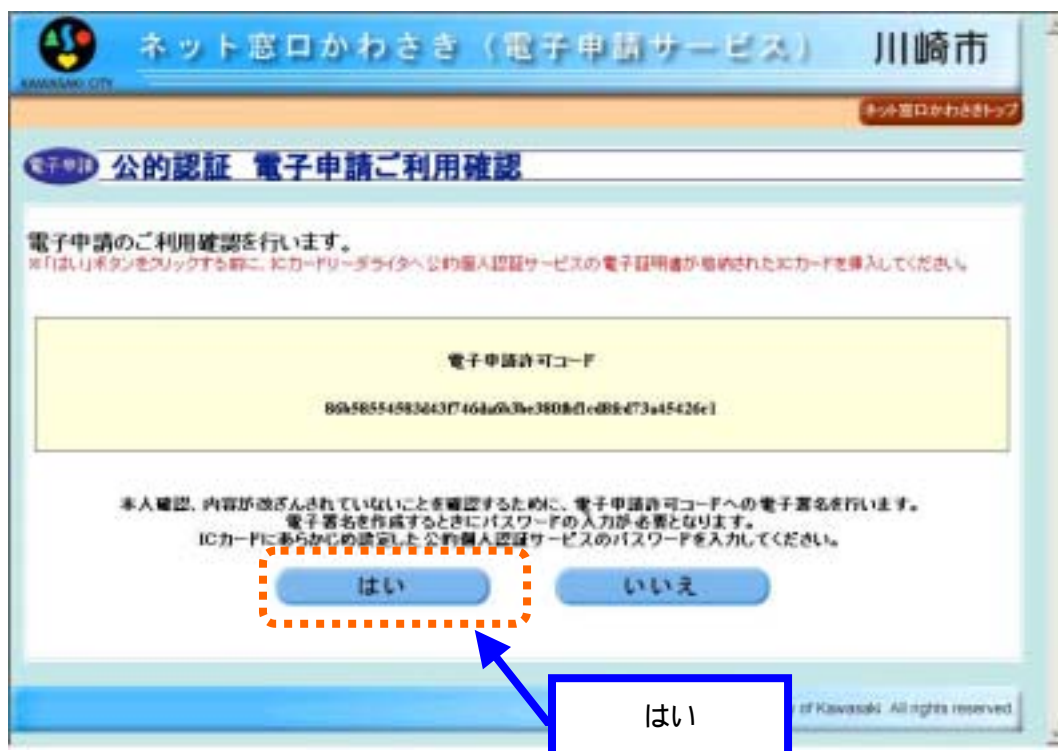 ネット窓口かわさき（電子申請サービス） 川崎市
KAWASAKI CITY
ネット窓口かわさきトップ
電子申請 公的認証 電子申請ご利用確認
電子申請のご利用確認を行います。
※「はい」ボタンをクリックする前に、ICカードリーダライタへ公的個人認証サービスの電子証明書が格納されたICカードを挿入してください。
電子申請許可コード
本人確認、内容が改ざんされていないことを確認するために、電子申請許可コードへの電子署名を行います。
電子署名を作成するときにパスワードの入力が必要となります。
ICカードにあらかじめ設定した公的個人認証サービスのパスワードを入力してください。
はい いいえ
はい
of Kawasaki All rights reserved